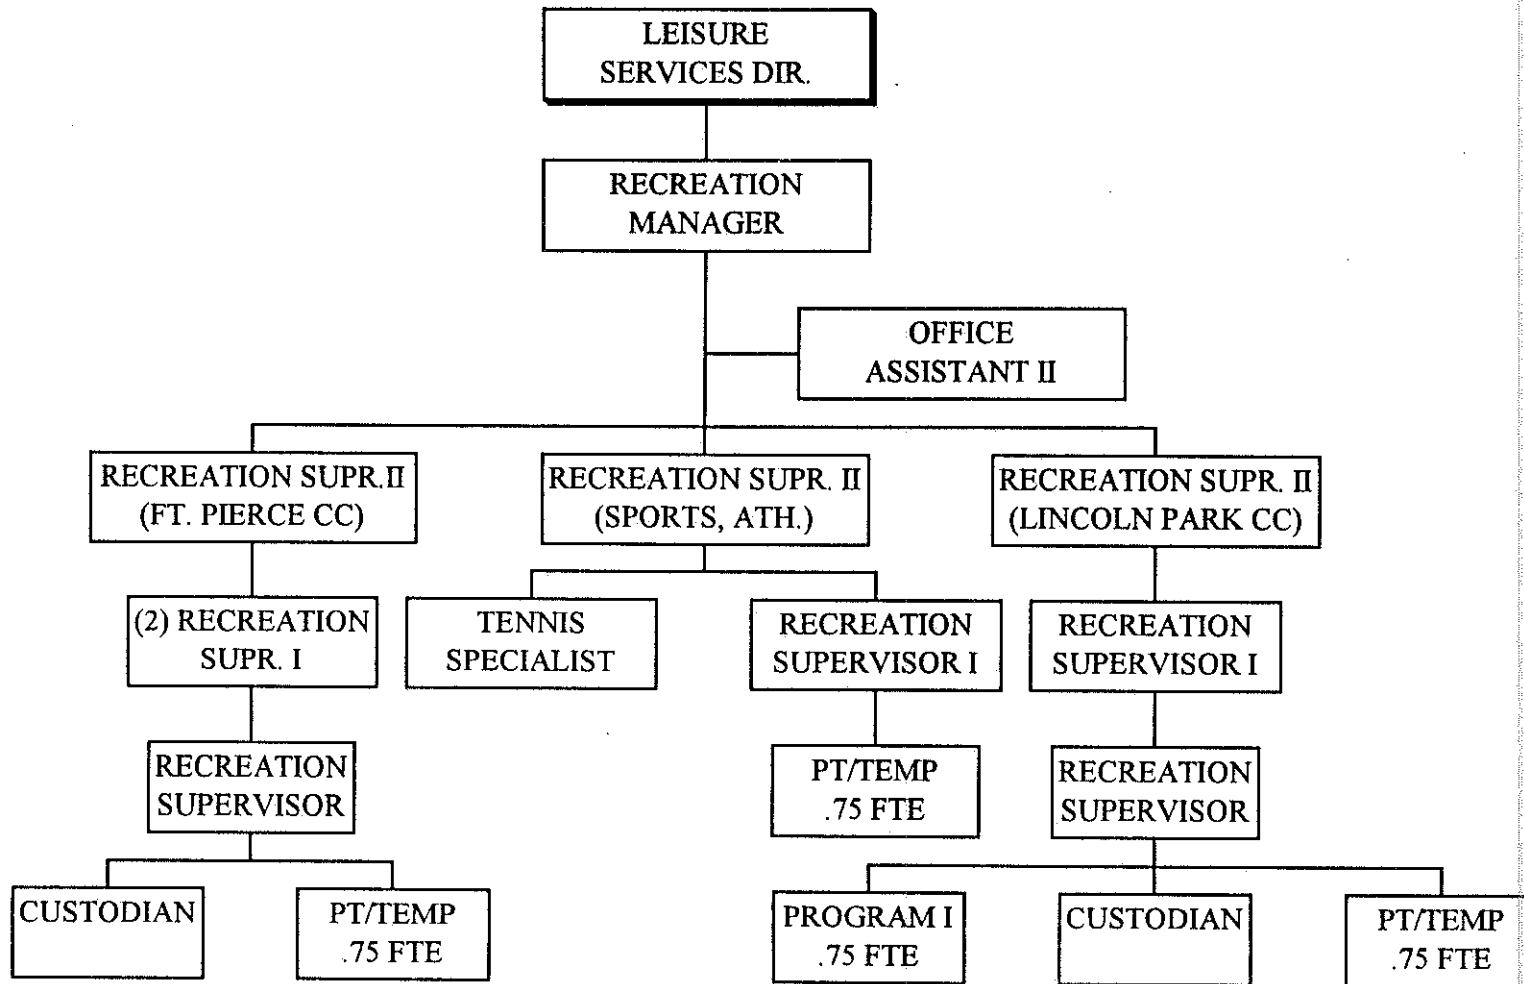 LEISURE
SERVICES DIR.
RECREATION
MANAGER
OFFICE
ASSISTANT II
RECREATION SUPR.II
(FT. PIERCE CC)
RECREATION SUPR. II
(SPORTS, ATH.)
RECREATION SUPR. II
(LINCOLN PARK CC)
(2) RECREATION
SUPR. I
TENNIS
SPECIALIST
RECREATION
SUPERVISOR I
RECREATION
SUPERVISOR I
RECREATION
SUPERVISOR
PT/TEMP
.75 FTE
RECREATION
SUPERVISOR
CUSTODIAN
PT/TEMP
.75 FTE
PROGRAM I
.75 FTE
CUSTODIAN
PT/TEMP
.75 FTE